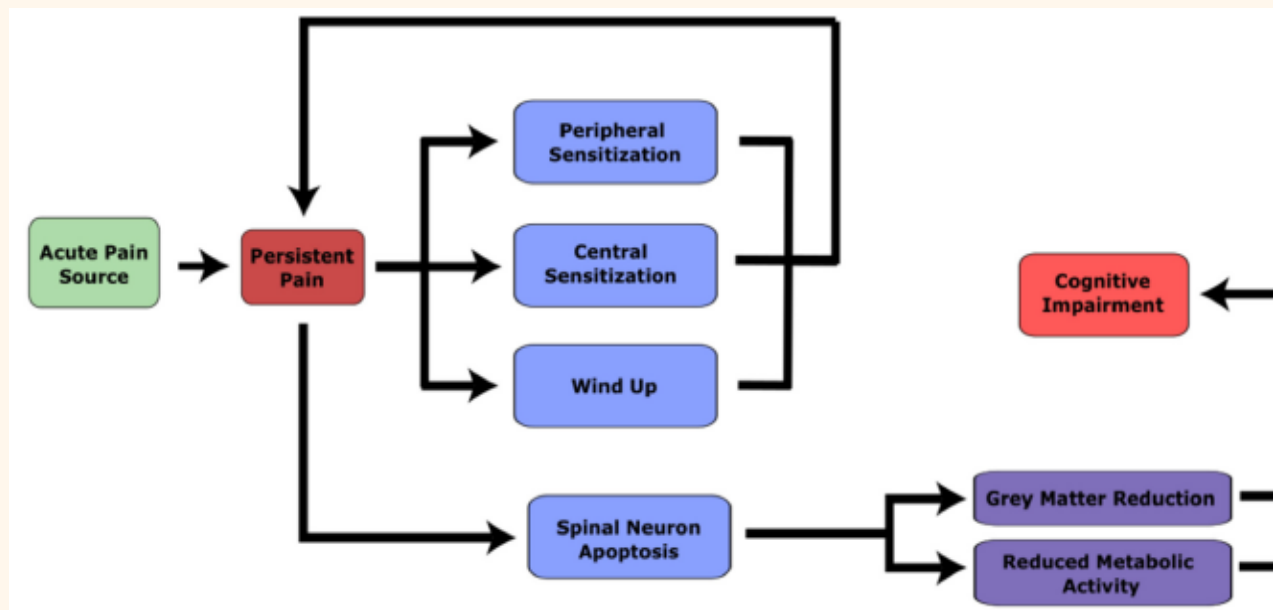 Acute Pain
Source
Persistent
Pain
Peripheral
Sensitization
Central
Sensitization
Wind Up
Spinal Neuron
Apoptosis
Cognitive
Impairment
Grey Matter Reduction
Reduced Metabolic
Activity